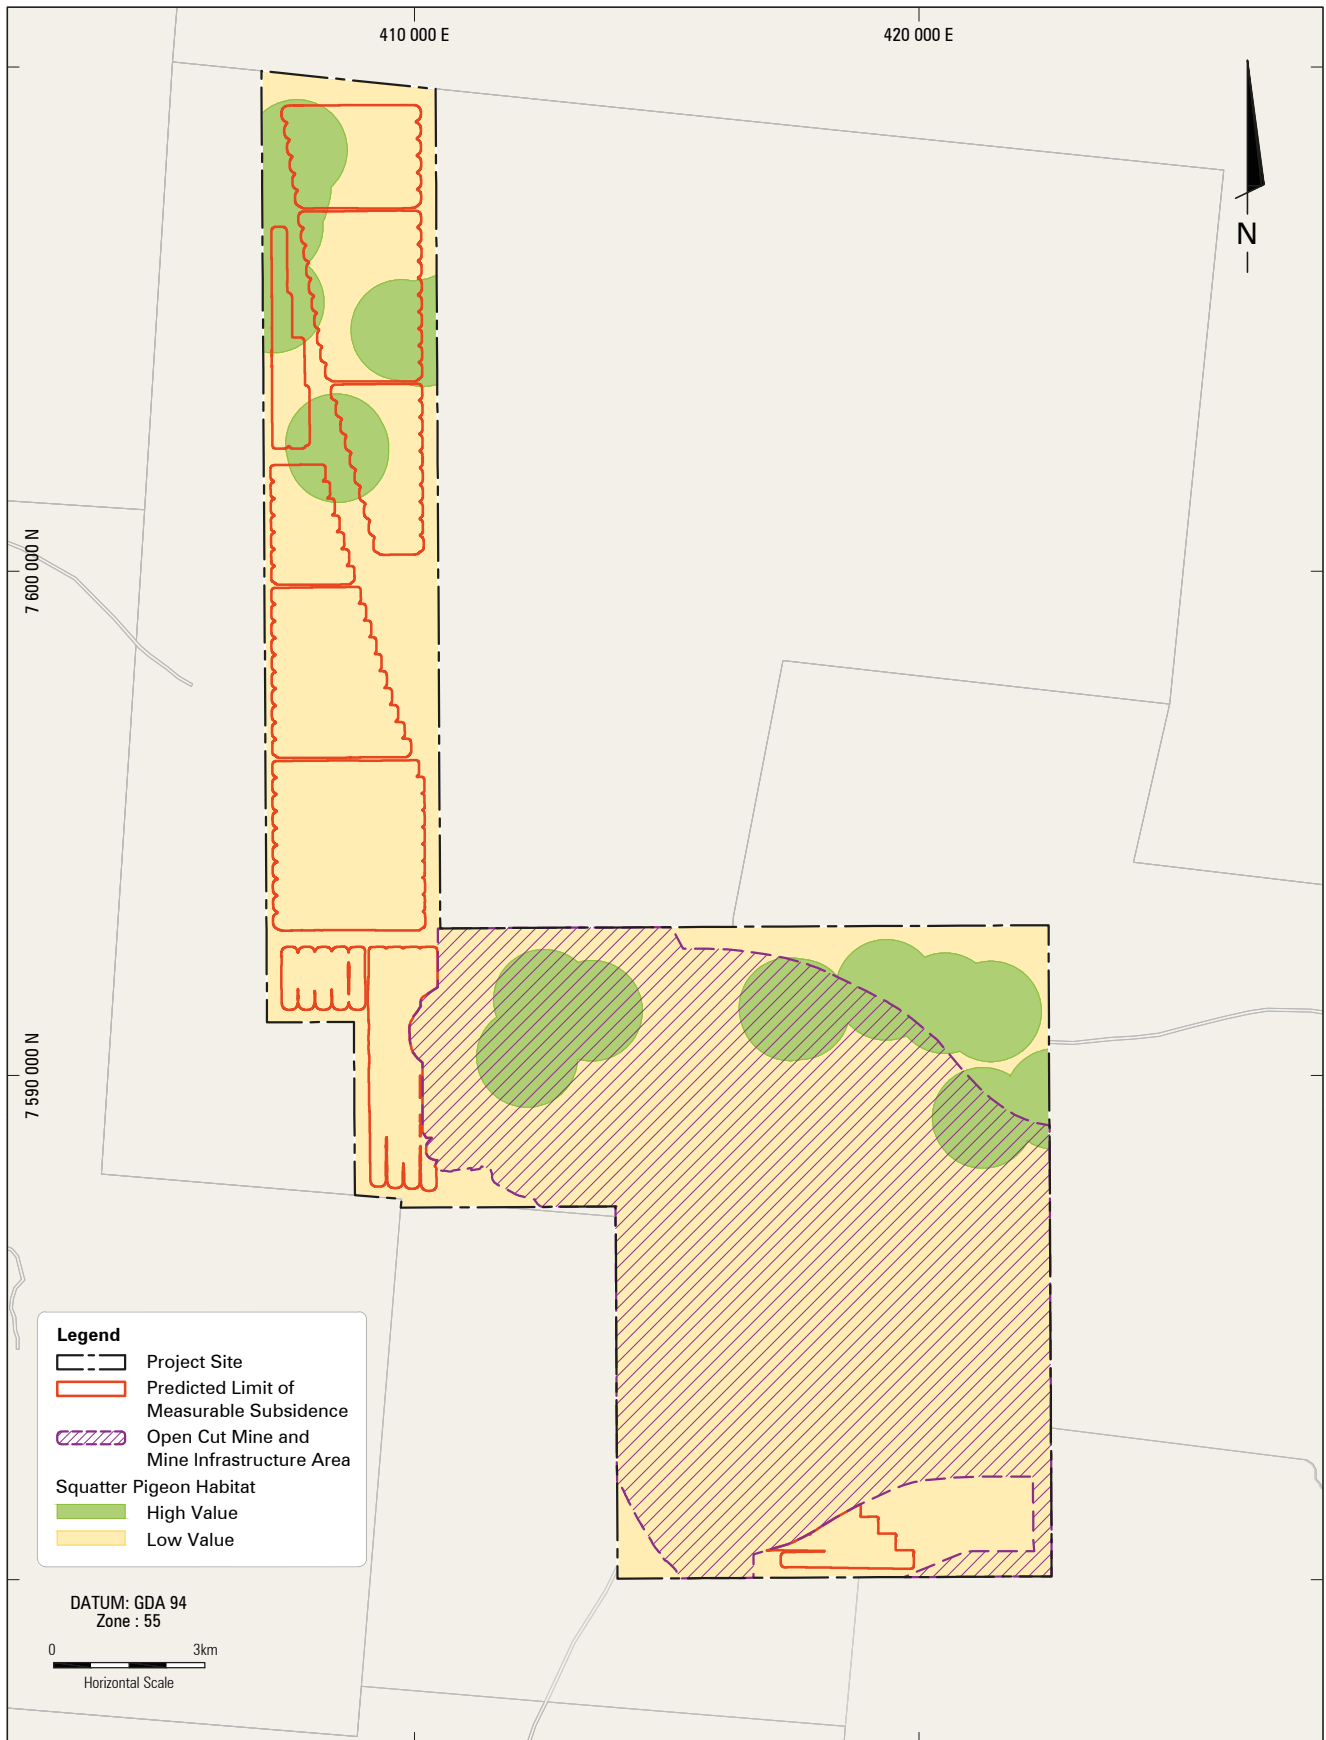 410 000 E
420 000 E
N
7 600 000 N
7 590 000 N
Legend
Project Site
Predicted Limit of
Measurable Subsidence
Open Cut Mine and
Mine Infrastructure Area
Squatter Pigeon Habitat
High Value
Low Value
DATUM: GDA 94
Zone : 55
0 3km
Horizontal Scale